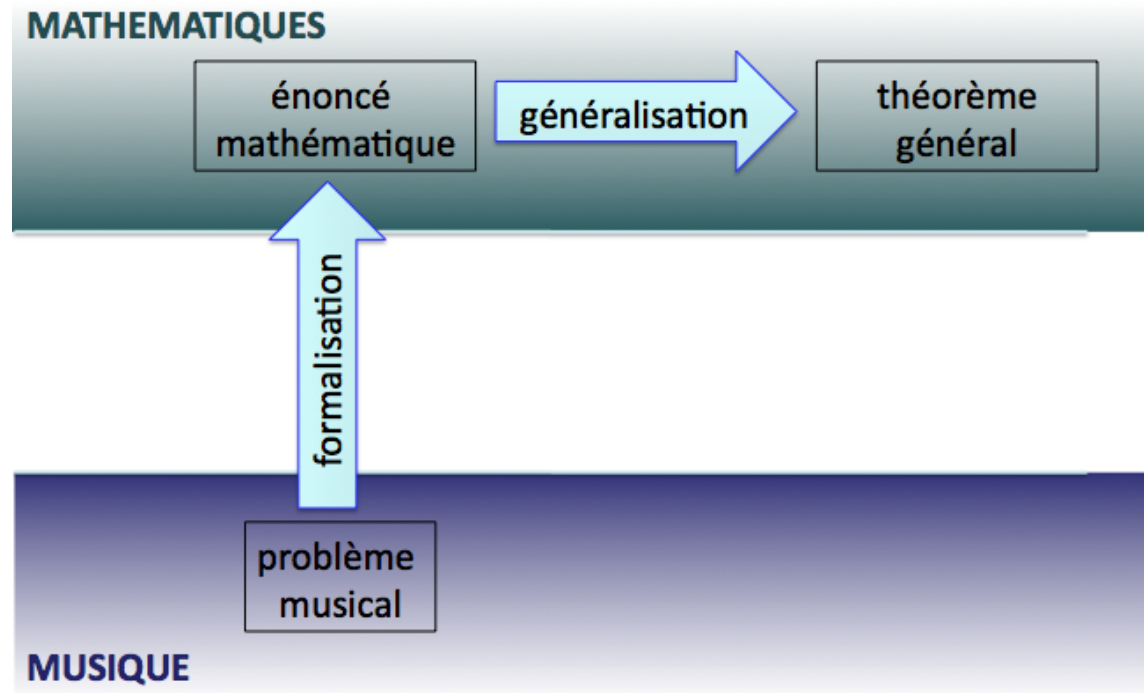 MATHEMATIQUES
énoncé
mathématique
généralisation
théorème
général
formalisation
problème
musical
MUSIQUE